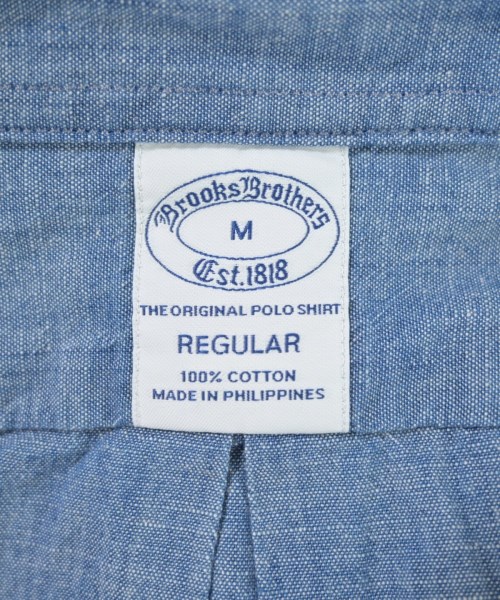 Brooks Brothers
M
Est. 1818
THE ORIGINAL POLO SHIRT
REGULAR
100% COTTON
MADE IN PHILIPPINES